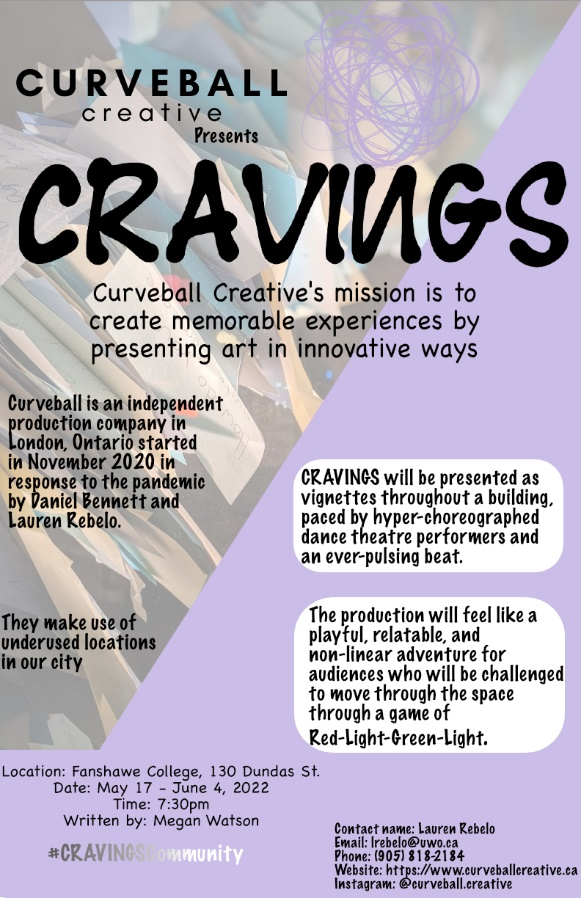 CURVEBALL
creative
Presents
CRAVINGS
Curveball Creative's mission is to
create memorable experiences by
presenting art in innovative ways
Curveball is an independent
production company in
London, Ontario started
in November 2020 in
response to the pandemic
by Daniel Bennett and
Lauren Rebelo.
They make use of
underused locations
in our city
CRAVINGS will be presented as
vignettes throughout a building,
paced by hyper-choreographed
dance theatre performers and
an ever-pulsing beat.
The production will feel like a
playful, relatable, and
non-linear adventure for
audiences who will be challenged
to move through the space
through a game of
Red-Light-Green-Light.
Location: Fanshawe College, 130 Dundas St.
Date: May 17 - June 4, 2022
Time: 7:30pm
Written by: Megan Watson
#CRAVINGSCommunity
Contact name: Lauren Rebelo
Email: lrebelo@uwo.ca
Phone: (905) 818-2184
Website: https://www.curveballcreative.ca
Instagram: @curveball.creative